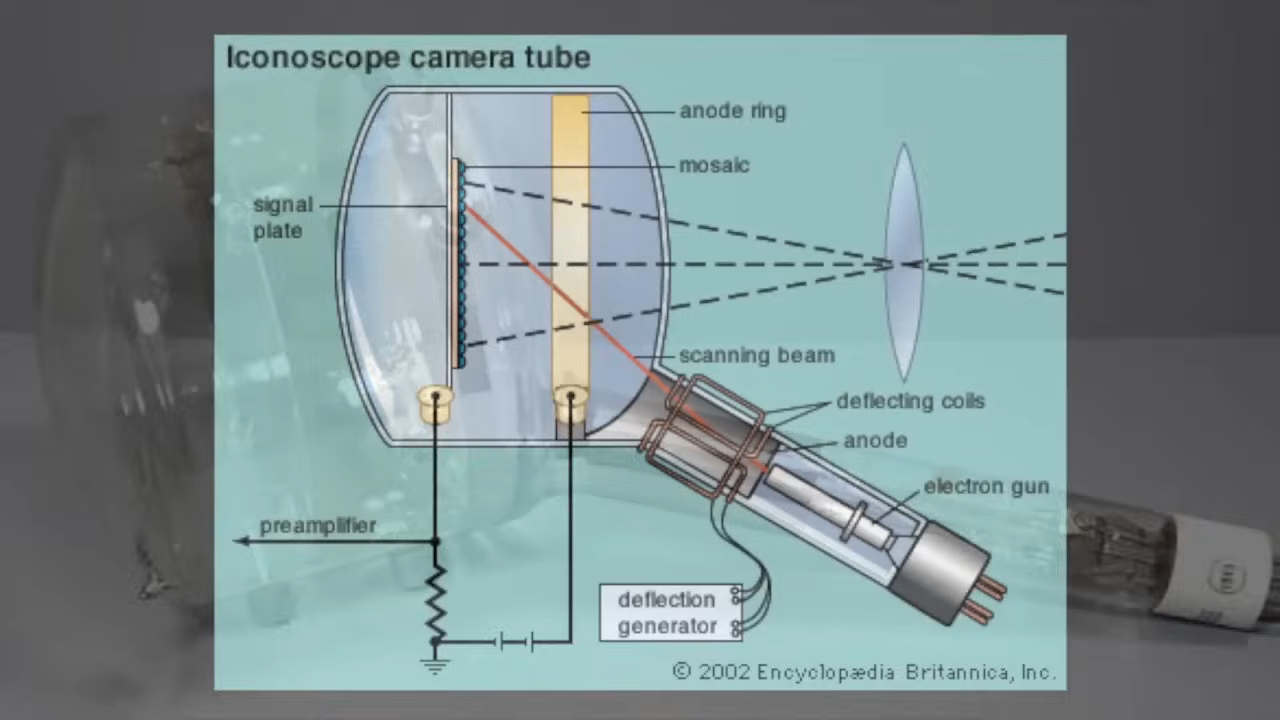 Iconoscope camera tube
anode ring
mosaic
signal
plate
scanning beam
deflecting coils
anode
electron gun
preamplifier
deflection
generator
© 2002 Encyclopædia Britannica, Inc.